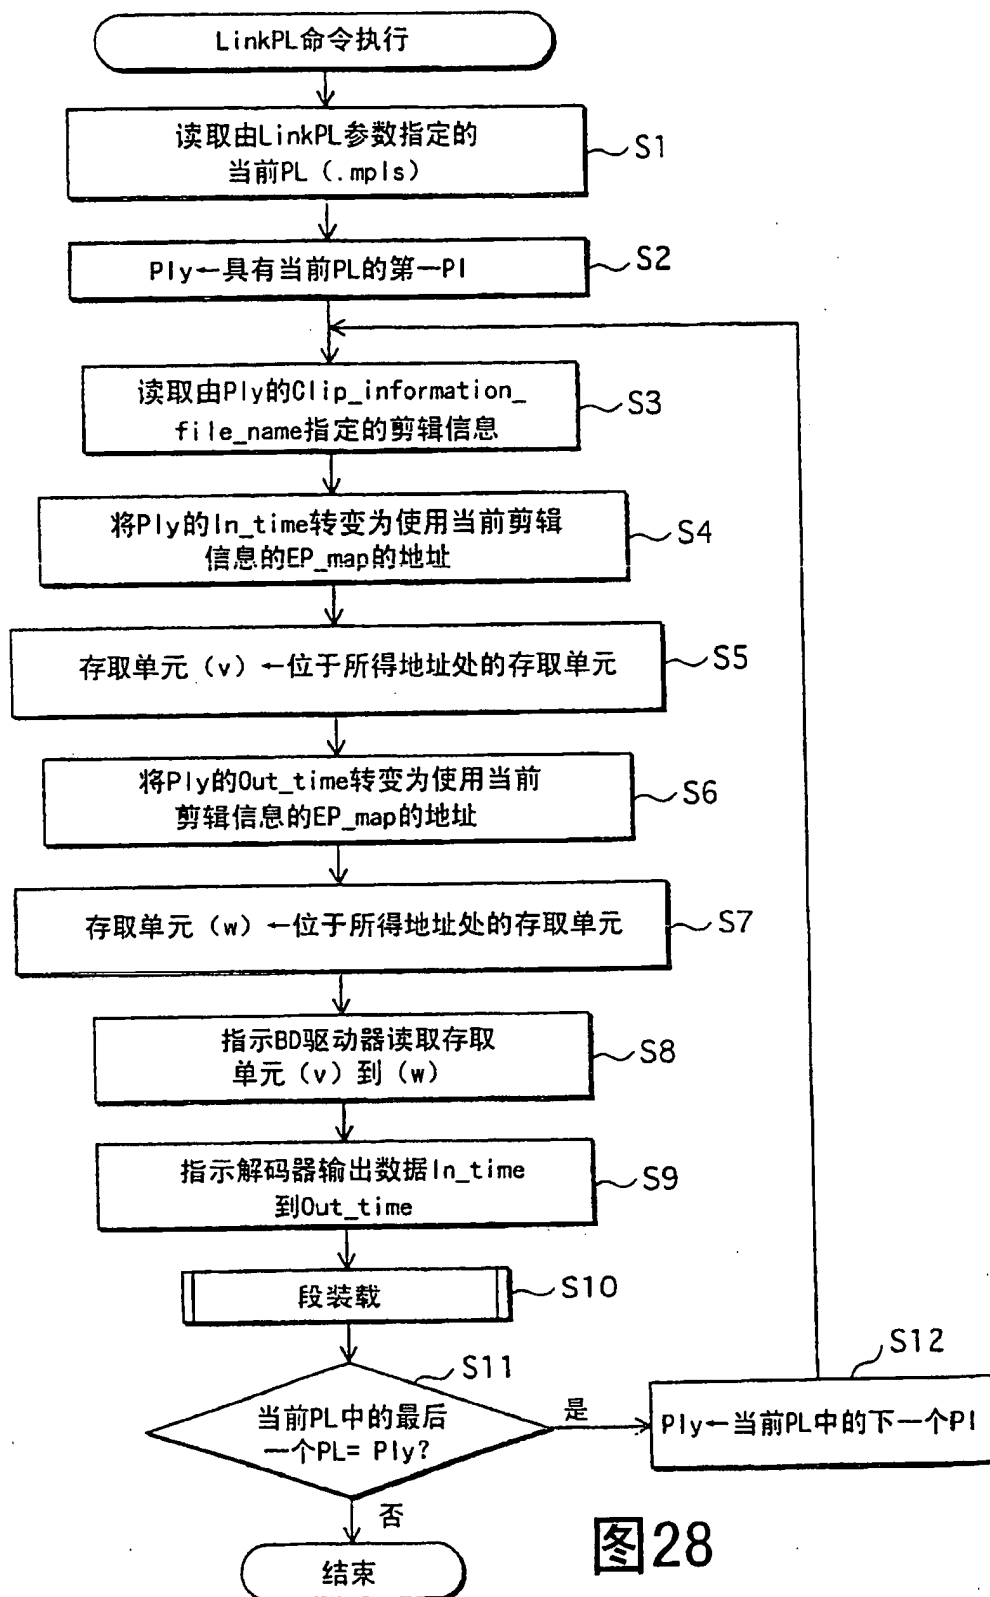 LinkPL命令执行
读取由LinkPL参数指定的
当前PL（.mpls）
S1
PIy←具有当前PL的第一PI
S2
读取由PIy的Clip_information_
file_name指定的剪辑信息
S3
将PIy的In_time转变为使用当前剪辑
信息的EP_map的地址
S4
存取单元（v）←位于所得地址处的存取单元
S5
将PIy的Out_time转变为使用当前
剪辑信息的EP_map的地址
S6
存取单元（w）←位于所得地址处的存取单元
S7
指示BD驱动器读取存取
单元（v）到（w）
S8
指示解码器输出数据In_time
到Out_time
S9
段装载
S10
S11
当前PL中的最后
一个PL= PIy？
是
S12
PIy←当前PL中的下一个PI
否
结束
图28